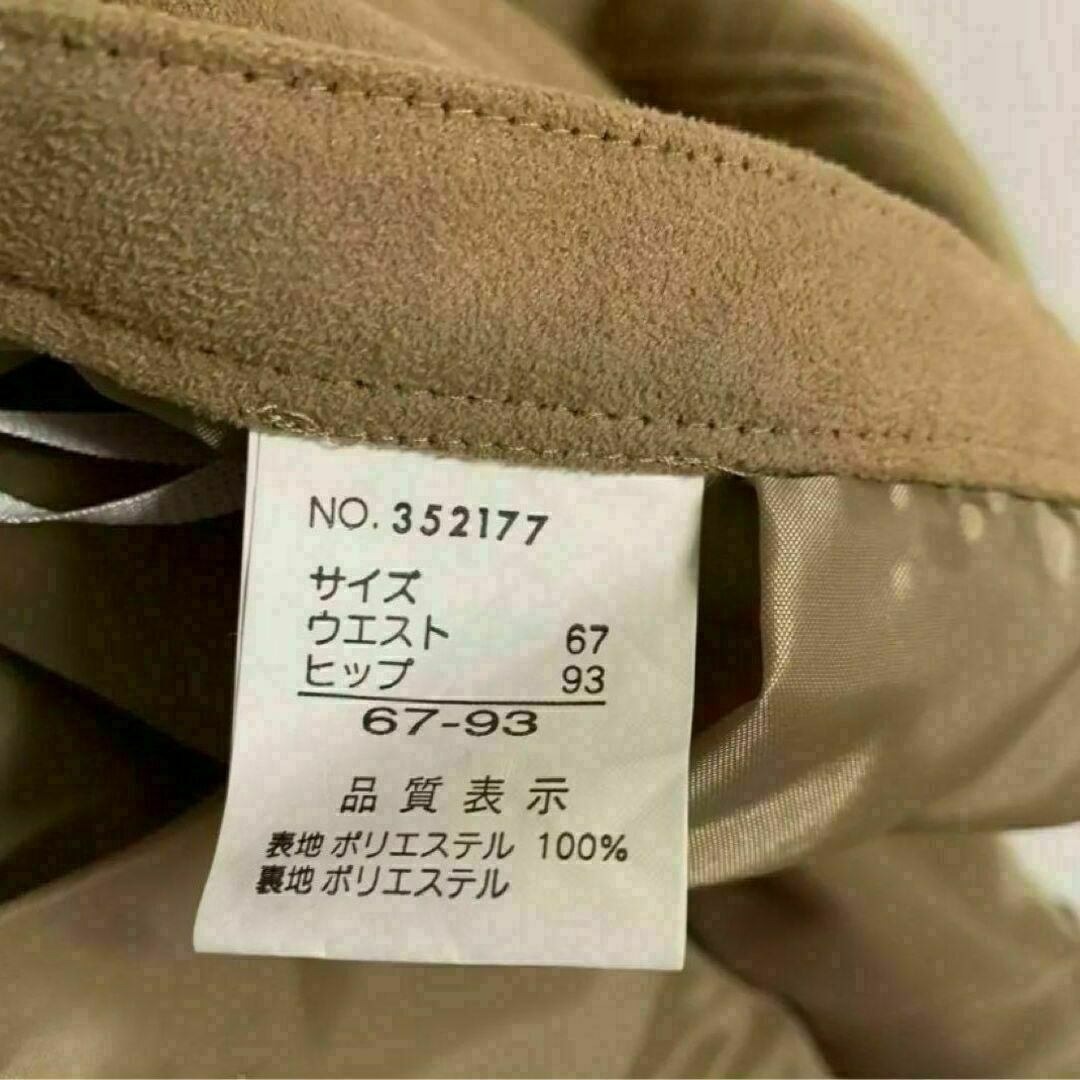 NO. 352177
サイズ
ウエスト 67
ヒップ 93
67-93
品質表示
表地 ポリエステル 100%
裏地 ポリエステル